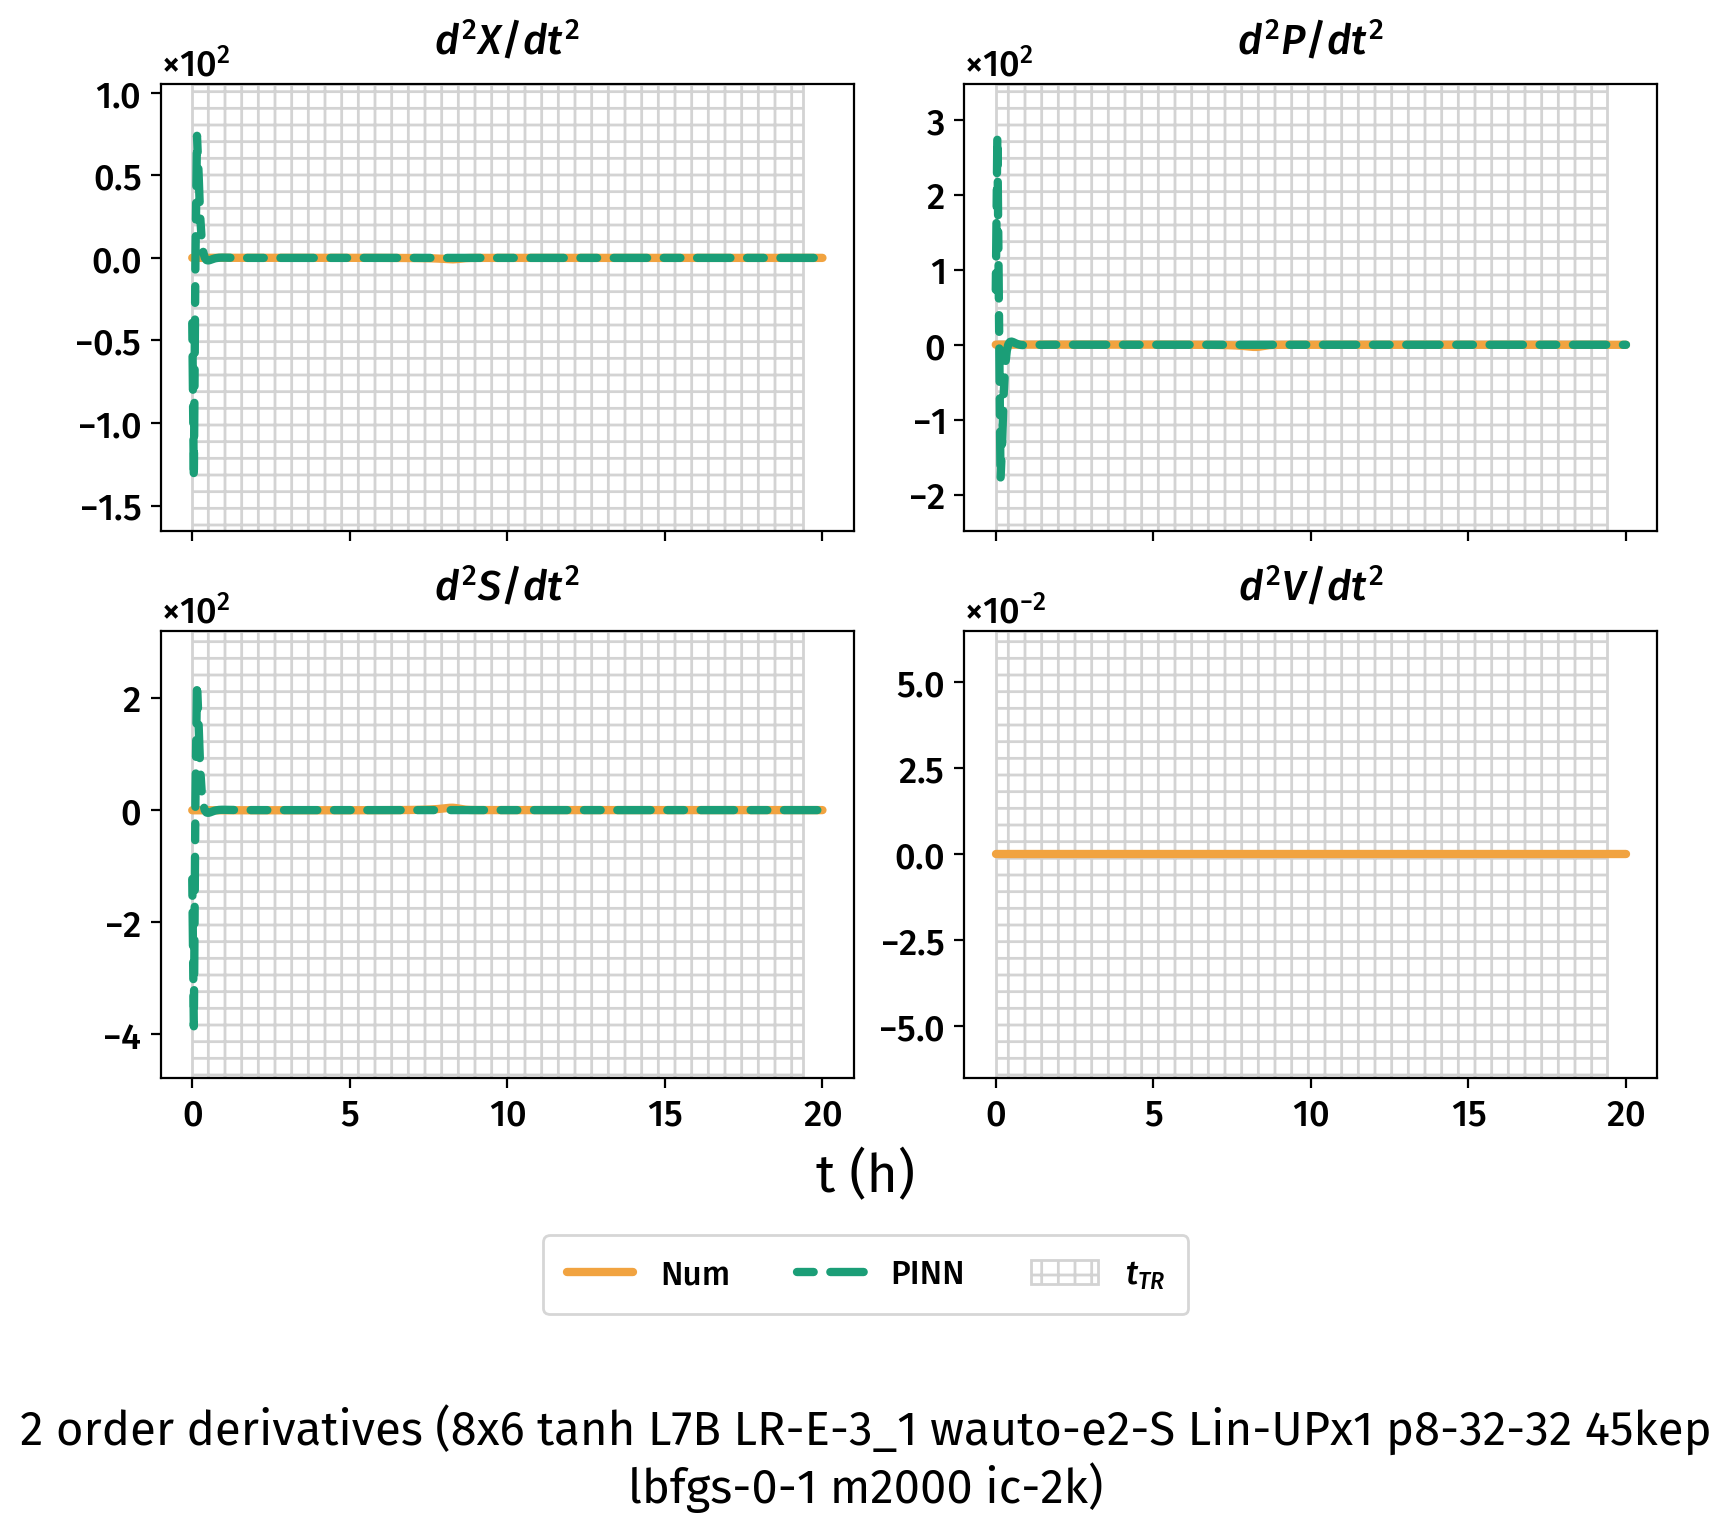 d²X/dt²
×10²
1.0
0.5
0.0
−0.5
−1.0
−1.5
d²P/dt²
×10²
3
2
1
0
−1
−2
d²S/dt²
×10²
2
0
−2
−4
0 5 10 15 20
d²V/dt²
×10⁻²
5.0
2.5
0.0
−2.5
−5.0
0 5 10 15 20
t (h)
Num PINN t_TR
2 order derivatives (8x6 tanh L7B LR-E-3_1 wauto-e2-S Lin-UPx1 p8-32-32 45kep
lbfgs-0-1 m2000 ic-2k)